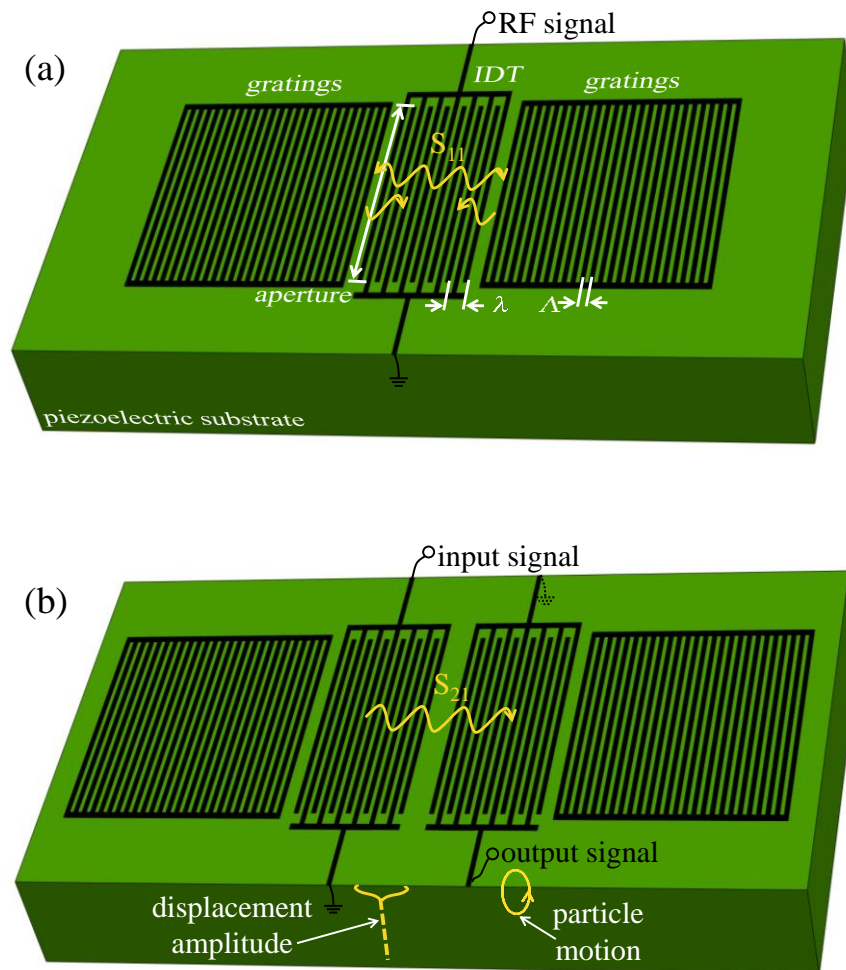 RF signal
(a)
IDT
gratings
gratings
S₁₁
aperture
λ
Λ
piezoelectric substrate
input signal
(b)
S₂₁
output signal
displacement
amplitude
particle
motion